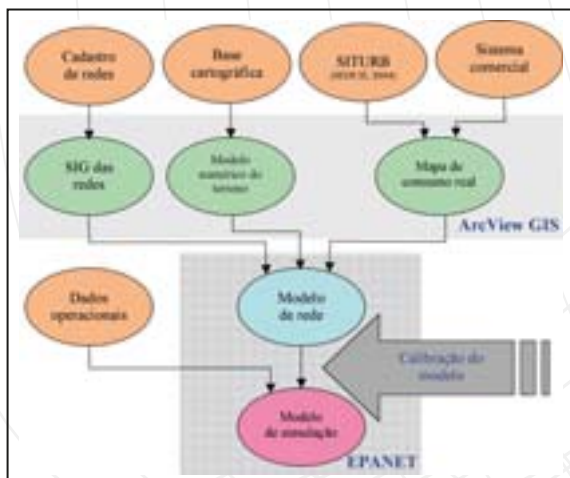 Cadastro
de redes
Base
cartográfica
SITURB
Sistema
comercial
SIG das
redes
Modelo
numérico do
terreno
Mapa de
consumo real
ArcView GIS
Dados
operacionais
Modelo
de rede
Calibração do
modelo
Modelo
de simulação
EPANET